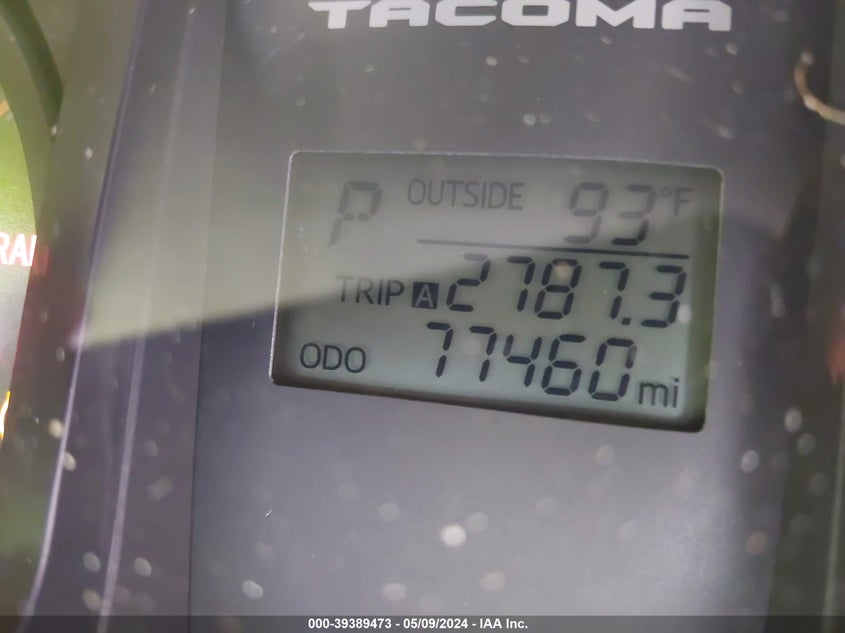 TACOMA
P OUTSIDE 93°F
TRIP A 2787.3
ODO 77460 mi
000-39389473 - 05/09/2024 - IAA Inc.